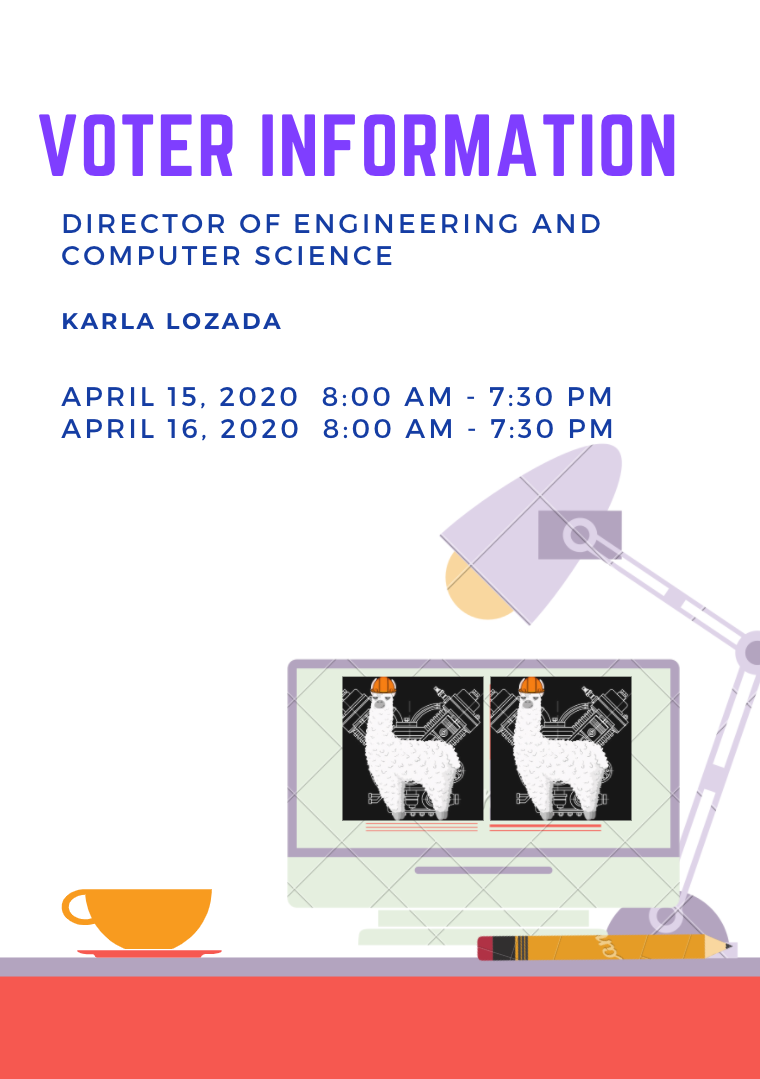 VOTER INFORMATION
DIRECTOR OF ENGINEERING AND
COMPUTER SCIENCE
KARLA LOZADA
APRIL 15, 2020 8:00 AM - 7:30 PM
APRIL 16, 2020 8:00 AM - 7:30 PM